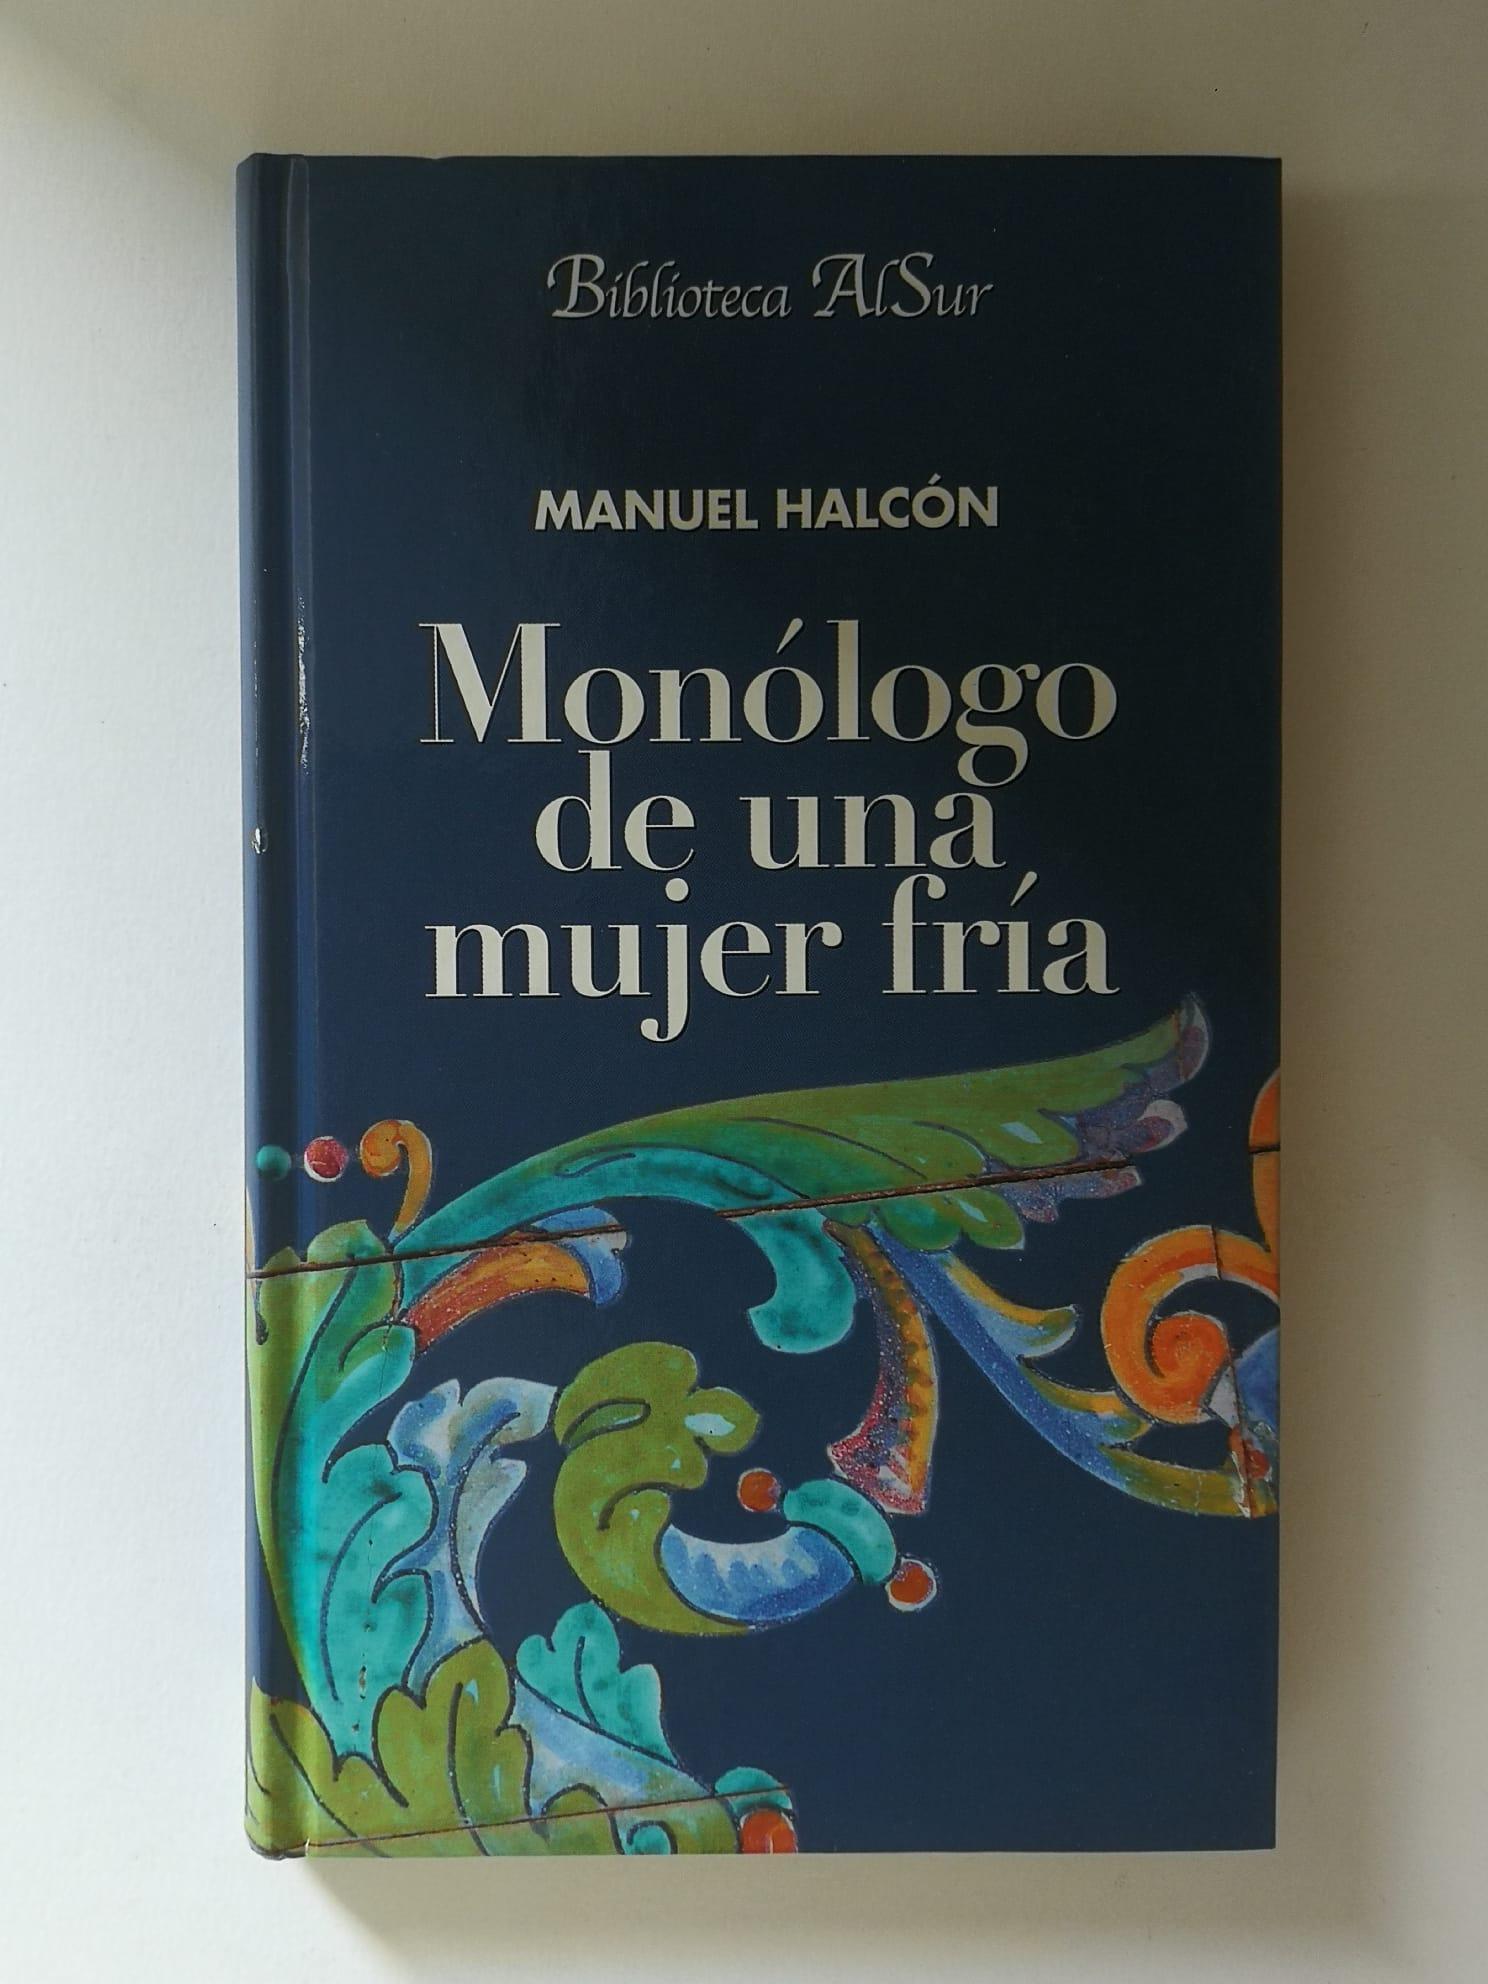 Biblioteca AlSur
MANUEL HALCÓN
Monólogo
de una
mujer fría